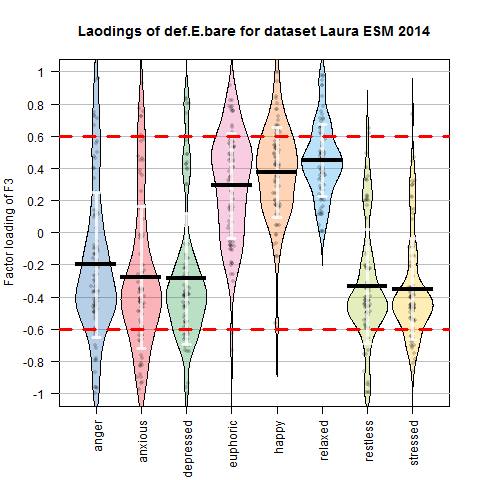 Laodings of def.E.bare for dataset Laura ESM 2014
Factor loading of F3
1
0.8
0.6
0.4
0.2
0
-0.2
-0.4
-0.6
-0.8
-1
anger
anxious
depressed
euphoric
happy
relaxed
restless
stressed